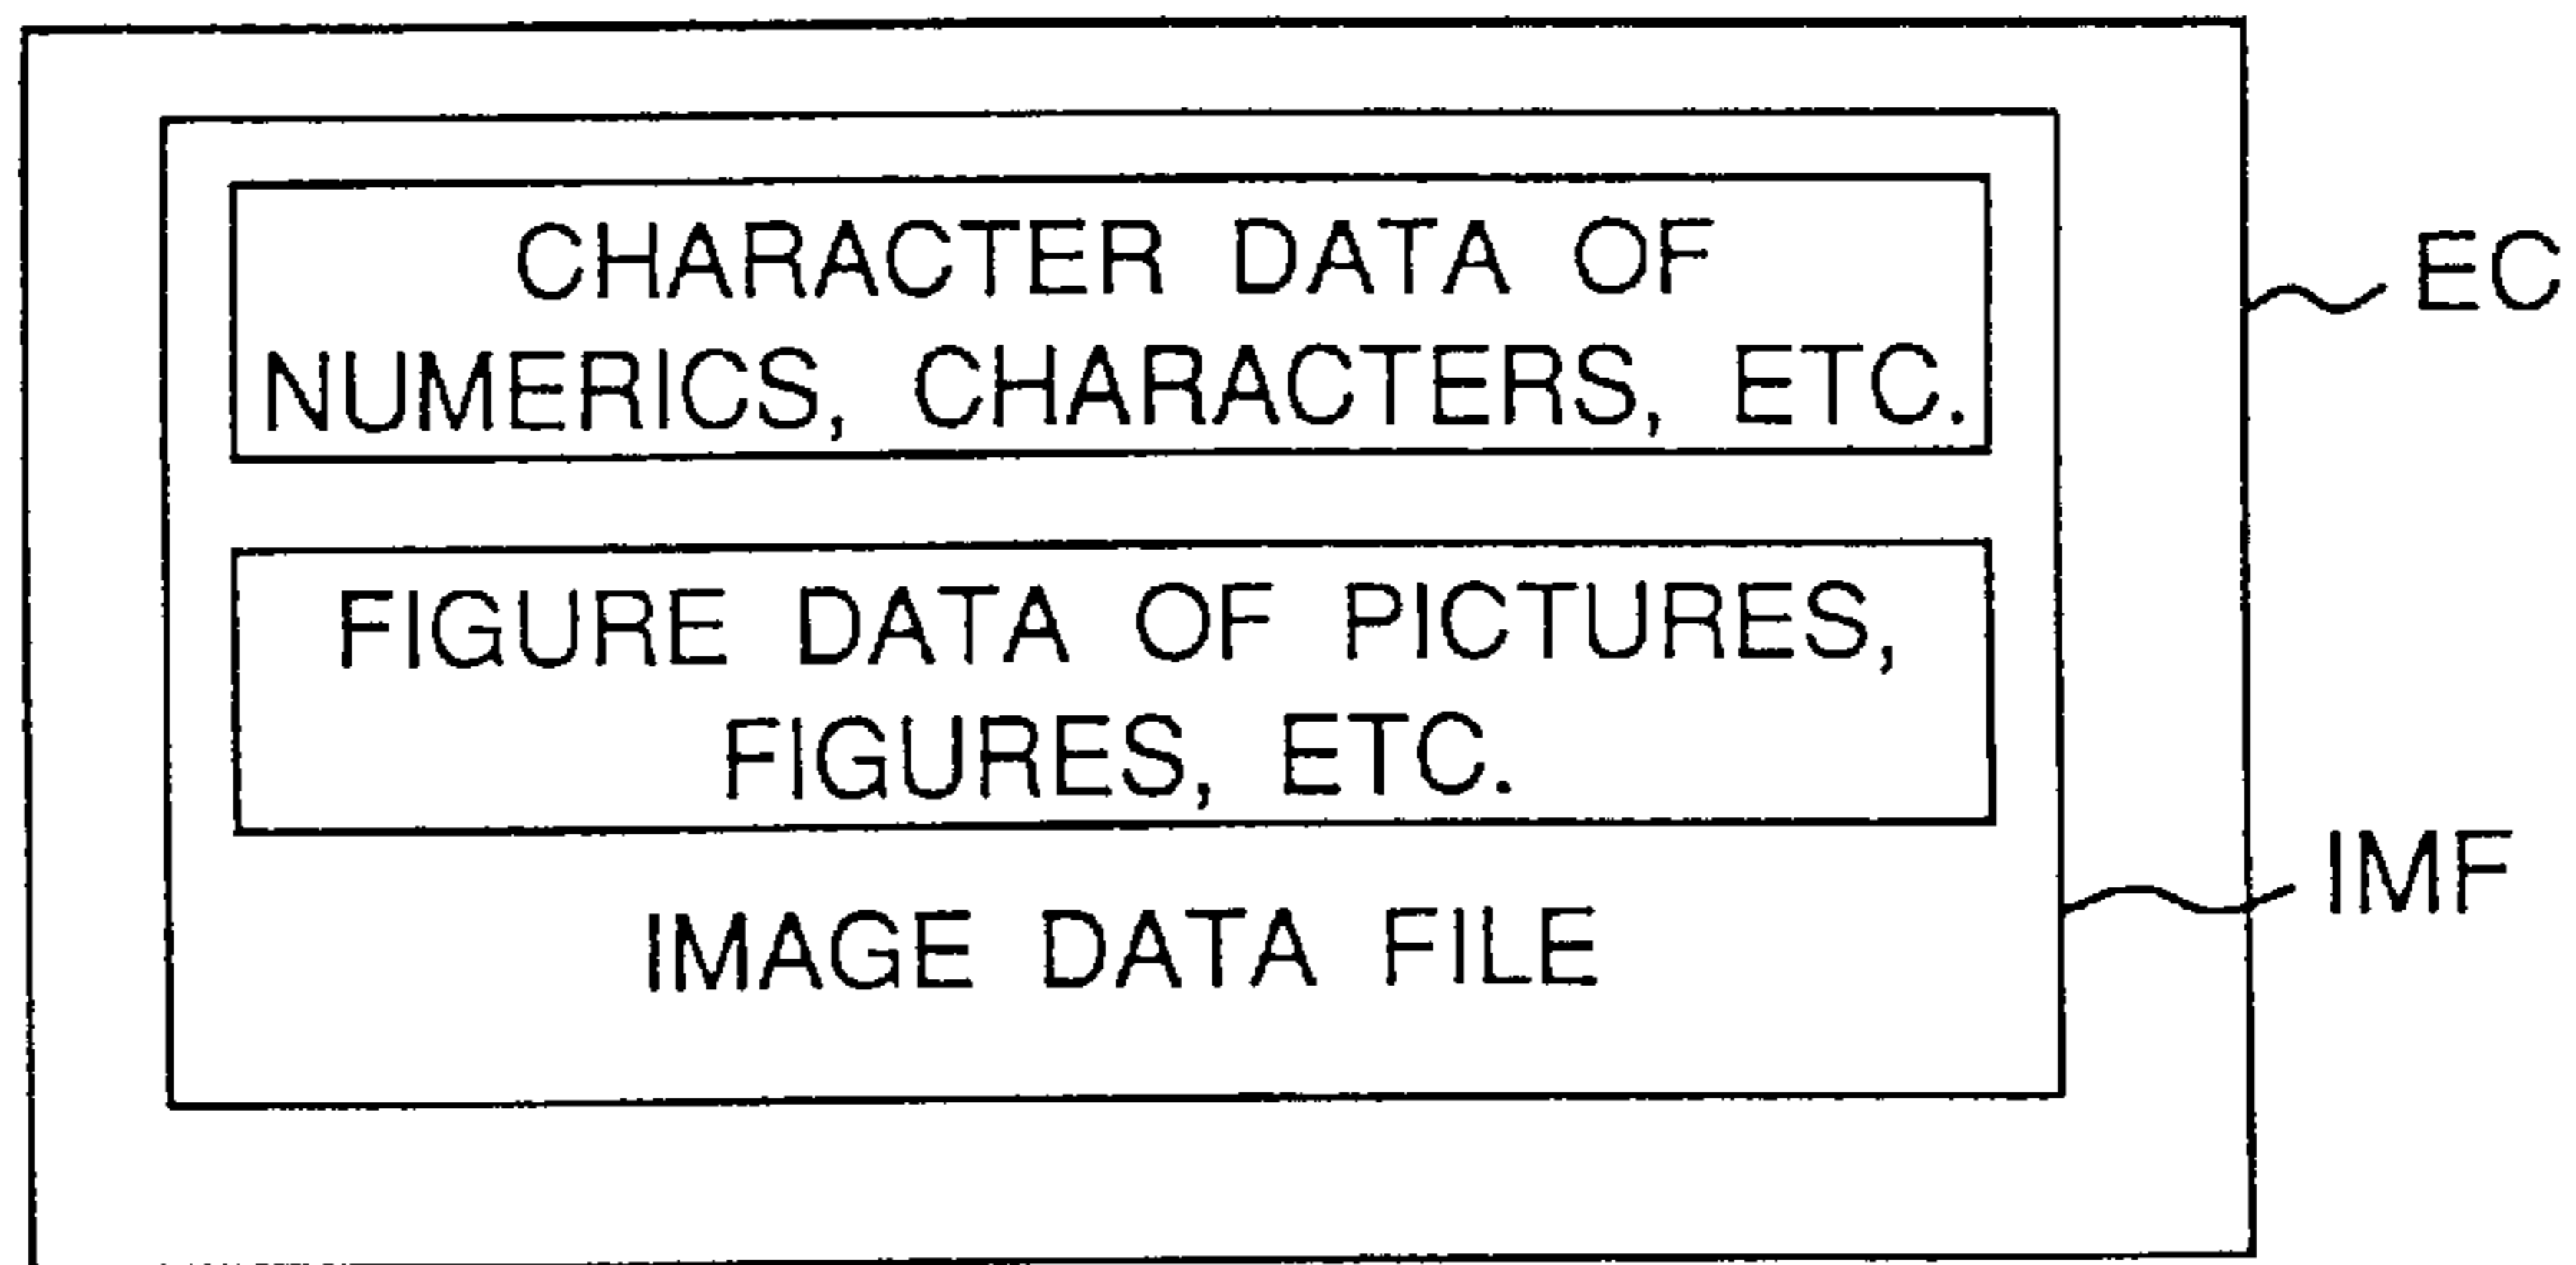 CHARACTER DATA OF
NUMERICS, CHARACTERS, ETC.
EC
FIGURE DATA OF PICTURES,
FIGURES, ETC.
IMF
IMAGE DATA FILE